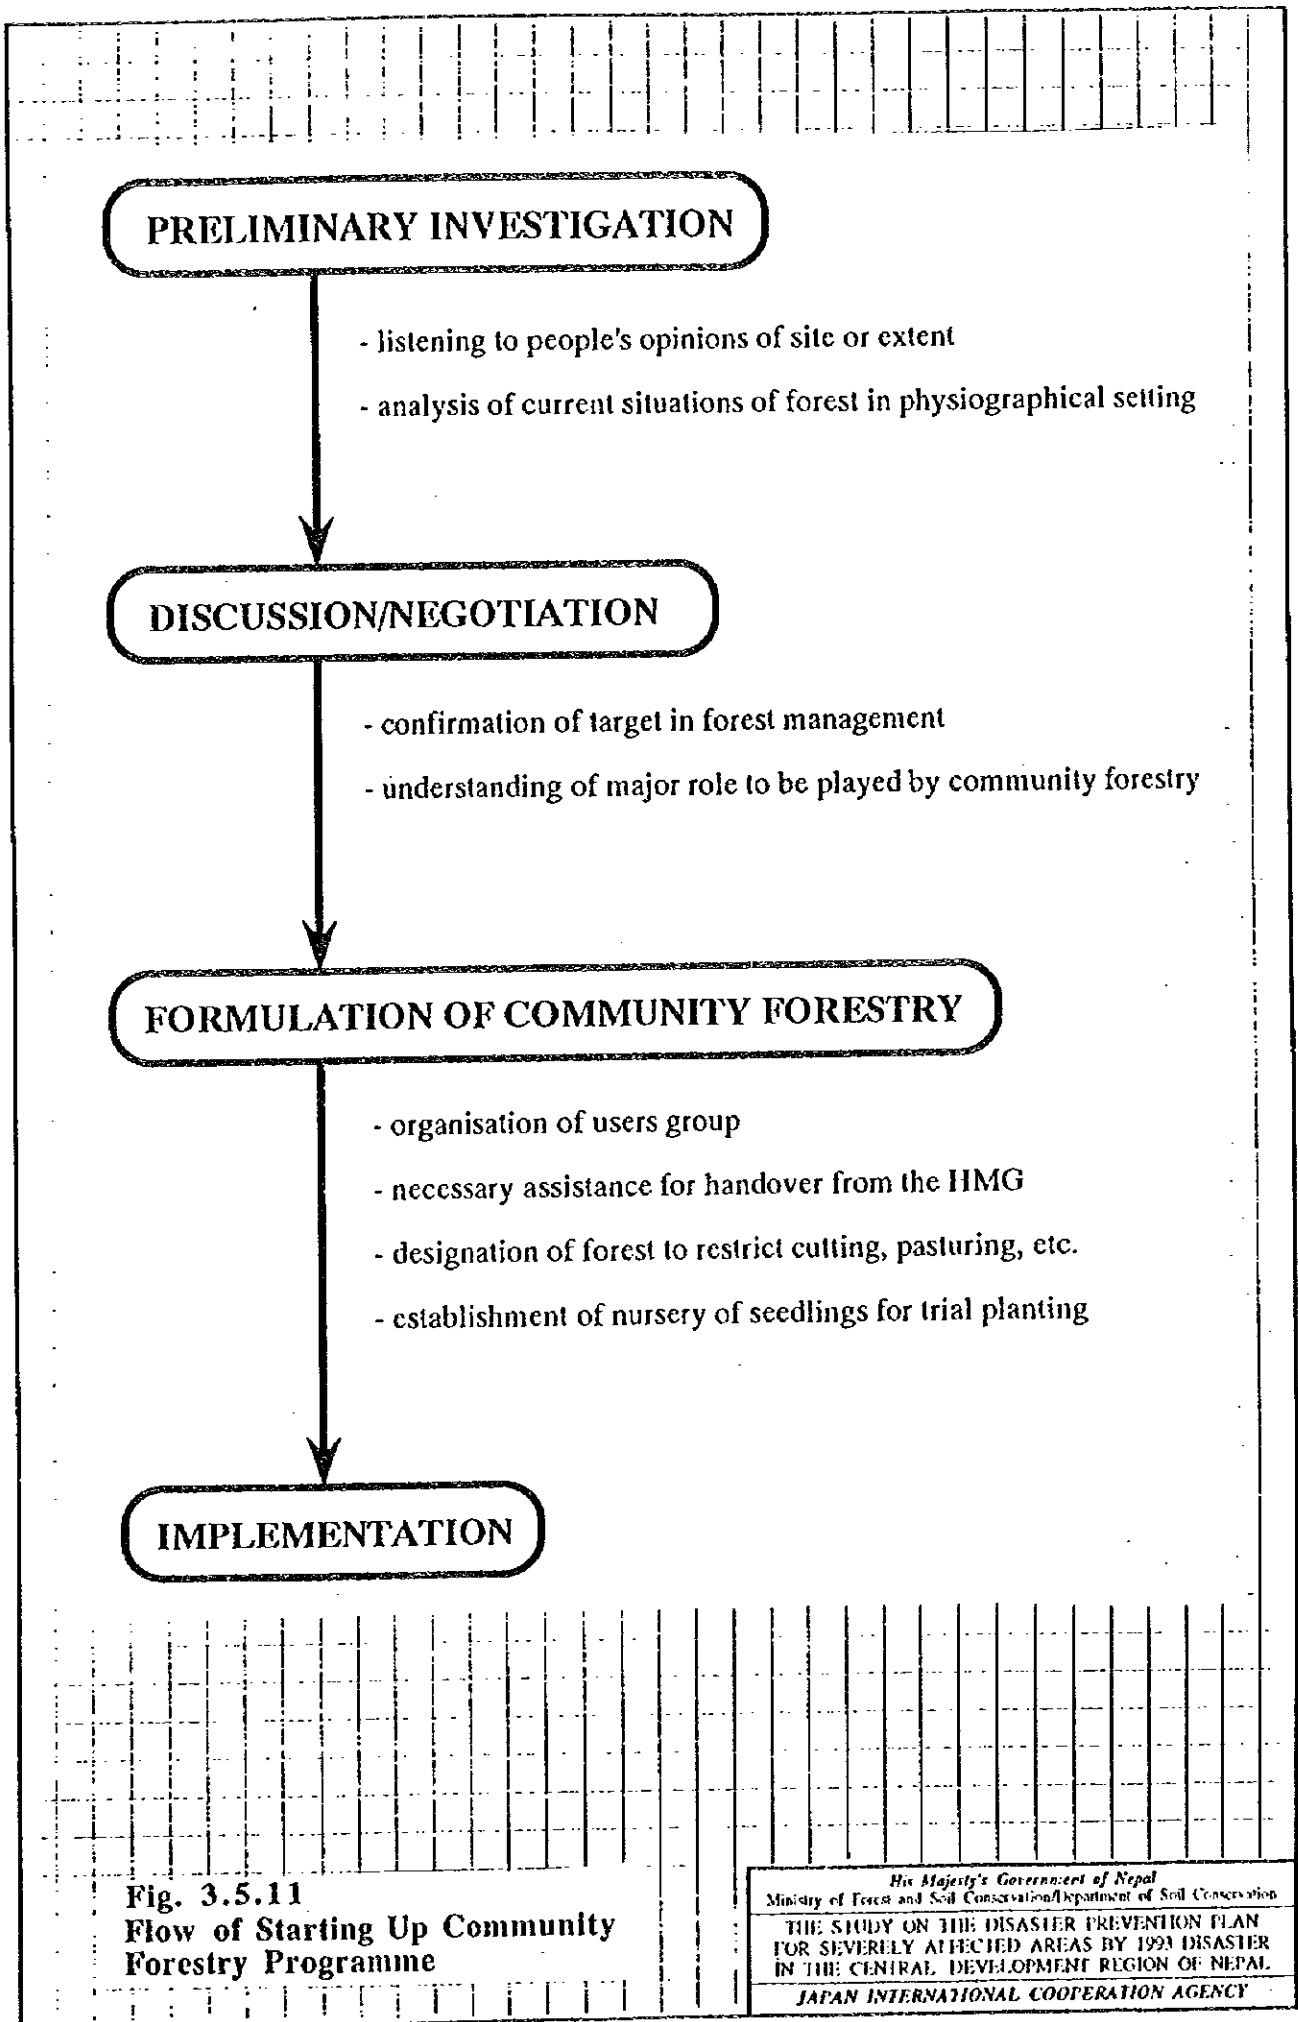 PRELIMINARY INVESTIGATION
- listening to people's opinions of site or extent
- analysis of current situations of forest in physiographical setting
DISCUSSION/NEGOTIATION
- confirmation of target in forest management
- understanding of major role to be played by community forestry
FORMULATION OF COMMUNITY FORESTRY
- organisation of users group
- necessary assistance for handover from the HMG
- designation of forest to restrict cutting, pasturing, etc.
- establishment of nursery of seedlings for trial planting
IMPLEMENTATION
Fig. 3.5.11
Flow of Starting Up Community
Forestry Programme
His Majesty's Government of Nepal
Ministry of Forest and Soil Conservation/Department of Soil Conservation
THE STUDY ON THE DISASTER PREVENTION PLAN
FOR SEVERELY AFFECTED AREAS BY 1993 DISASTER
IN THE CENTRAL DEVELOPMENT REGION OF NEPAL
JAPAN INTERNATIONAL COOPERATION AGENCY